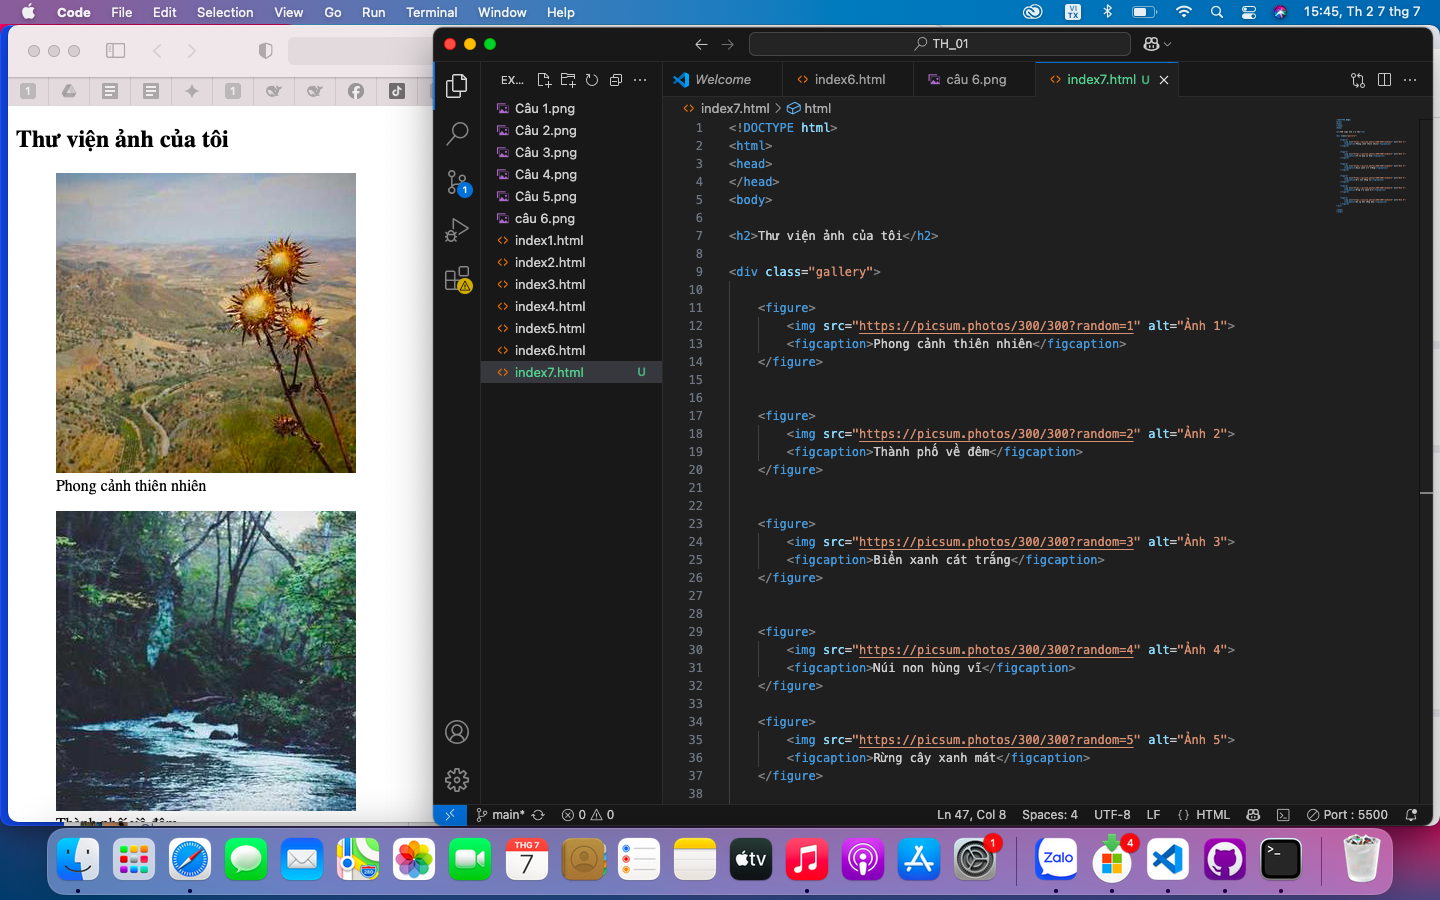 Code File Edit Selection View Go Run Terminal Window Help
VI
TX
15:45, Th 2 7 thg 7
1
1
Thư viện ảnh của tôi
Phong cảnh thiên nhiên
Thành phố về đêm
TH_01
EX...
Welcome
index6.html
câu 6.png
index7.html U
index7.html > html
Câu 1.png
Câu 2.png
Câu 3.png
Câu 4.png
Câu 5.png
câu 6.png
index1.html
index2.html
index3.html
index4.html
index5.html
index6.html
index7.html U
1
1 <!DOCTYPE html>
2 <html>
3 <head>
4 </head>
5 <body>
6
7 <h2>Thư viện ảnh của tôi</h2>
8
9 <div class="gallery">
10
11 <figure>
12 <img src="https://picsum.photos/300/300?random=1" alt="Ảnh 1">
13 <figcaption>Phong cảnh thiên nhiên</figcaption>
14 </figure>
15
16
17 <figure>
18 <img src="https://picsum.photos/300/300?random=2" alt="Ảnh 2">
19 <figcaption>Thành phố về đêm</figcaption>
20 </figure>
21
22
23 <figure>
24 <img src="https://picsum.photos/300/300?random=3" alt="Ảnh 3">
25 <figcaption>Biển xanh cát trắng</figcaption>
26 </figure>
27
28
29 <figure>
30 <img src="https://picsum.photos/300/300?random=4" alt="Ảnh 4">
31 <figcaption>Núi non hùng vĩ</figcaption>
32 </figure>
33
34 <figure>
35 <img src="https://picsum.photos/300/300?random=5" alt="Ảnh 5">
36 <figcaption>Rừng cây xanh mát</figcaption>
37 </figure>
38
main* 0 0 Ln 47, Col 8 Spaces: 4 UTF-8 LF {} HTML Port : 5500
THG 7
7
280
tv
1
Zalo
4
>_